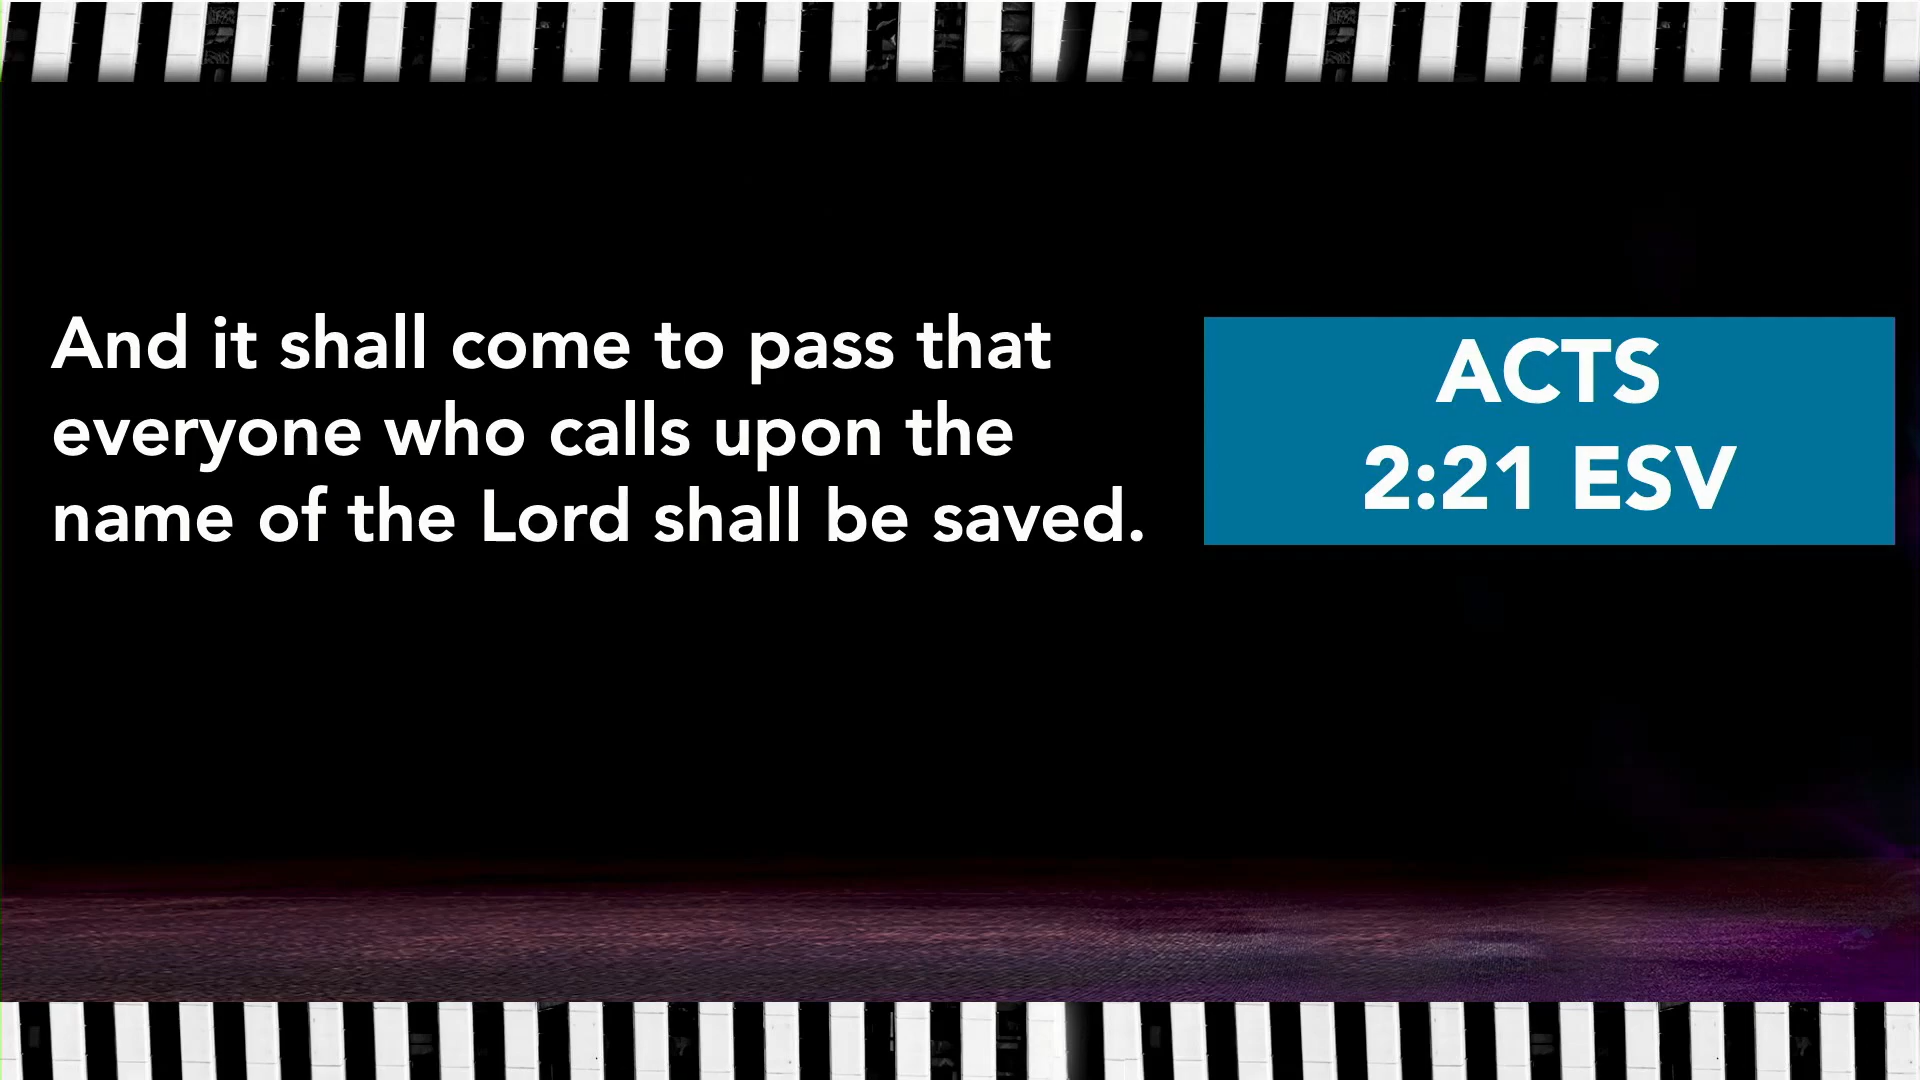 And it shall come to pass that
everyone who calls upon the
name of the Lord shall be saved.
ACTS
2:21 ESV